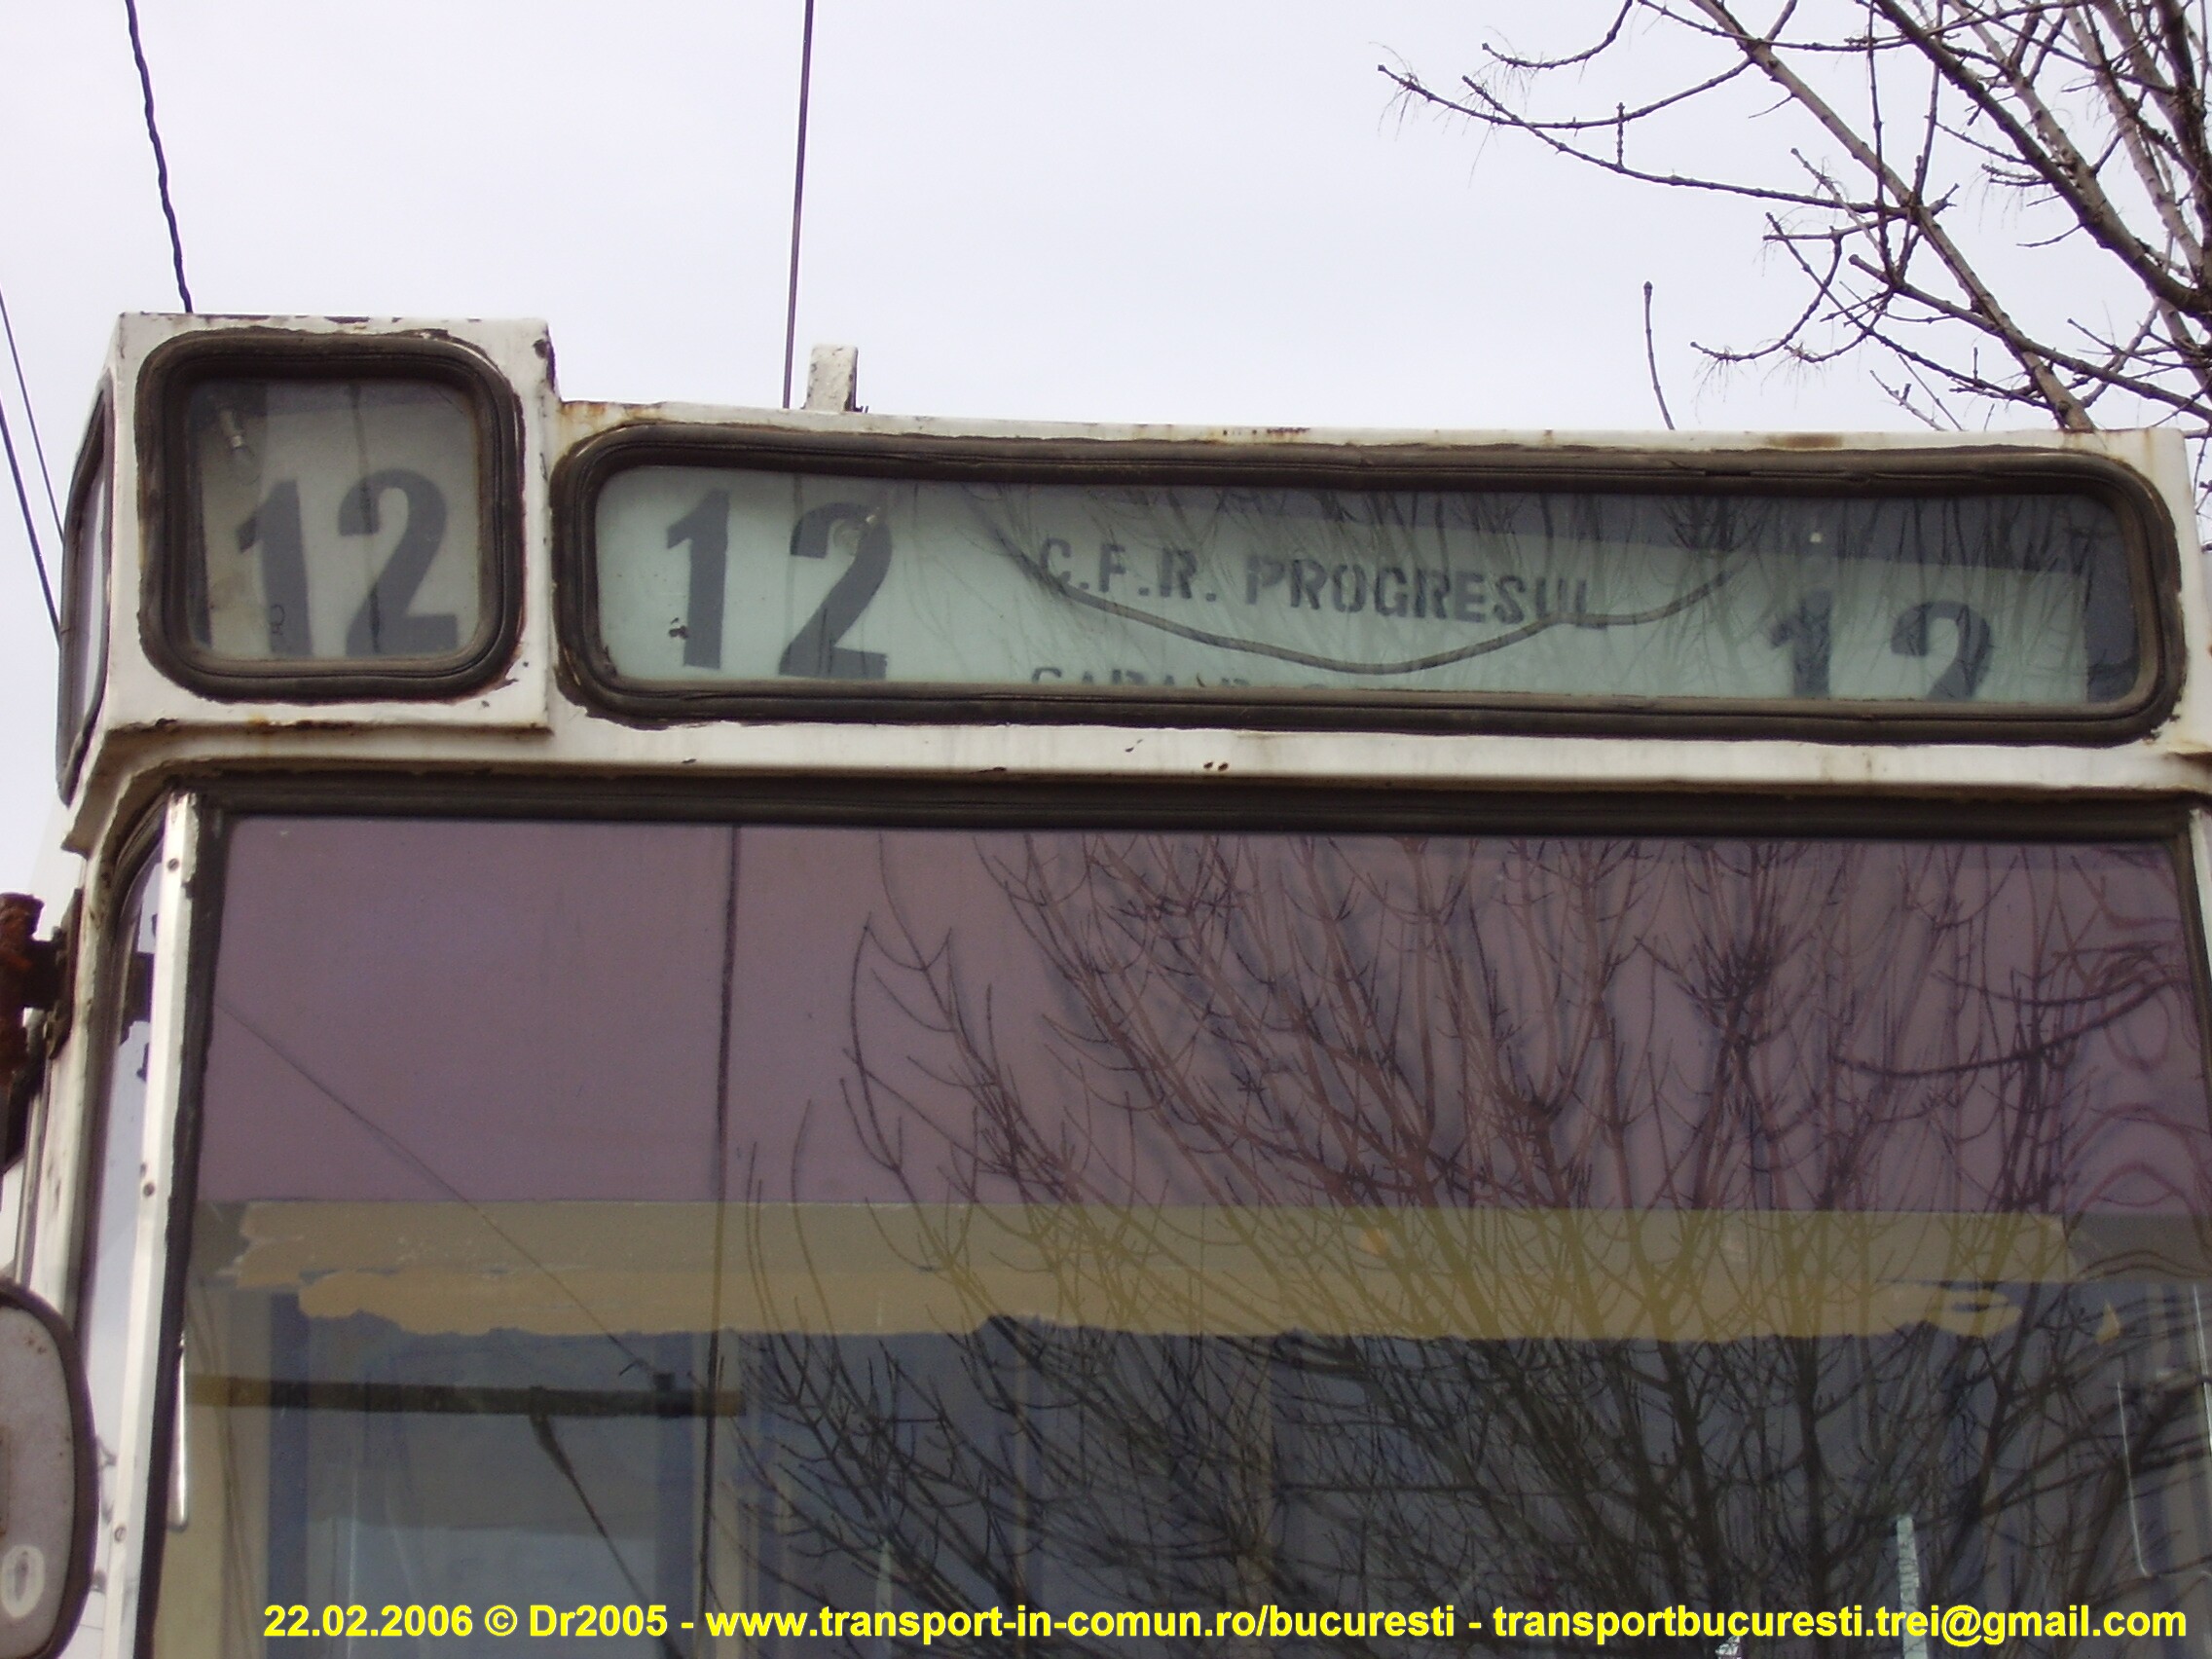 12
12 C.F.R. PROGRESUL 12
22.02.2006 © Dr2005 - www.transport-in-comun.ro/bucuresti - transportbucuresti.trei@gmail.com